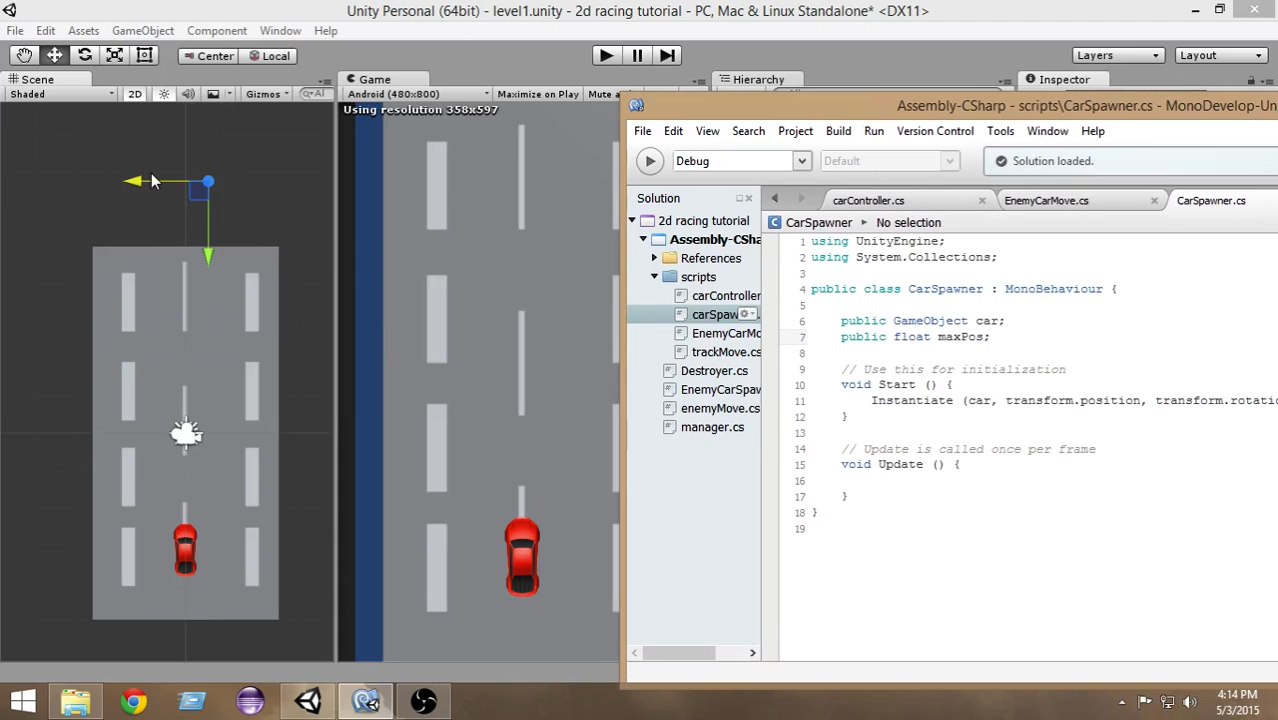 Unity Personal (64bit) - level1.unity - 2d racing tutorial - PC, Mac & Linux Standalone* <DX11>
File Edit Assets GameObject Component Window Help
Center Local Layers Layout
Scene Game Hierarchy Inspector
Shaded 2D Gizmos Android (480x800) Maximize on Play Mute
Using resolution 358x597
Assembly-CSharp - scripts\CarSpawner.cs - MonoDevelop-Un
File Edit View Search Project Build Run Version Control Tools Window Help
Debug Default Solution loaded.
Solution
carController.cs EnemyCarMove.cs CarSpawner.cs
CarSpawner No selection
2d racing tutorial
Assembly-CSha
References
scripts
carController
carSpaw
EnemyCarMo
trackMove.cs
Destroyer.cs
EnemyCarSpaw
enemyMove.cs
manager.cs
1 using UnityEngine;
2 using System.Collections;
3
4 public class CarSpawner : MonoBehaviour {
5
6 public GameObject car;
7 public float maxPos;
8
9 // Use this for initialization
10 void Start () {
11 Instantiate (car, transform.position, transform.rotatio
12 }
13
14 // Update is called once per frame
15 void Update () {
16
17 }
18 }
19
4:14 PM
5/3/2015